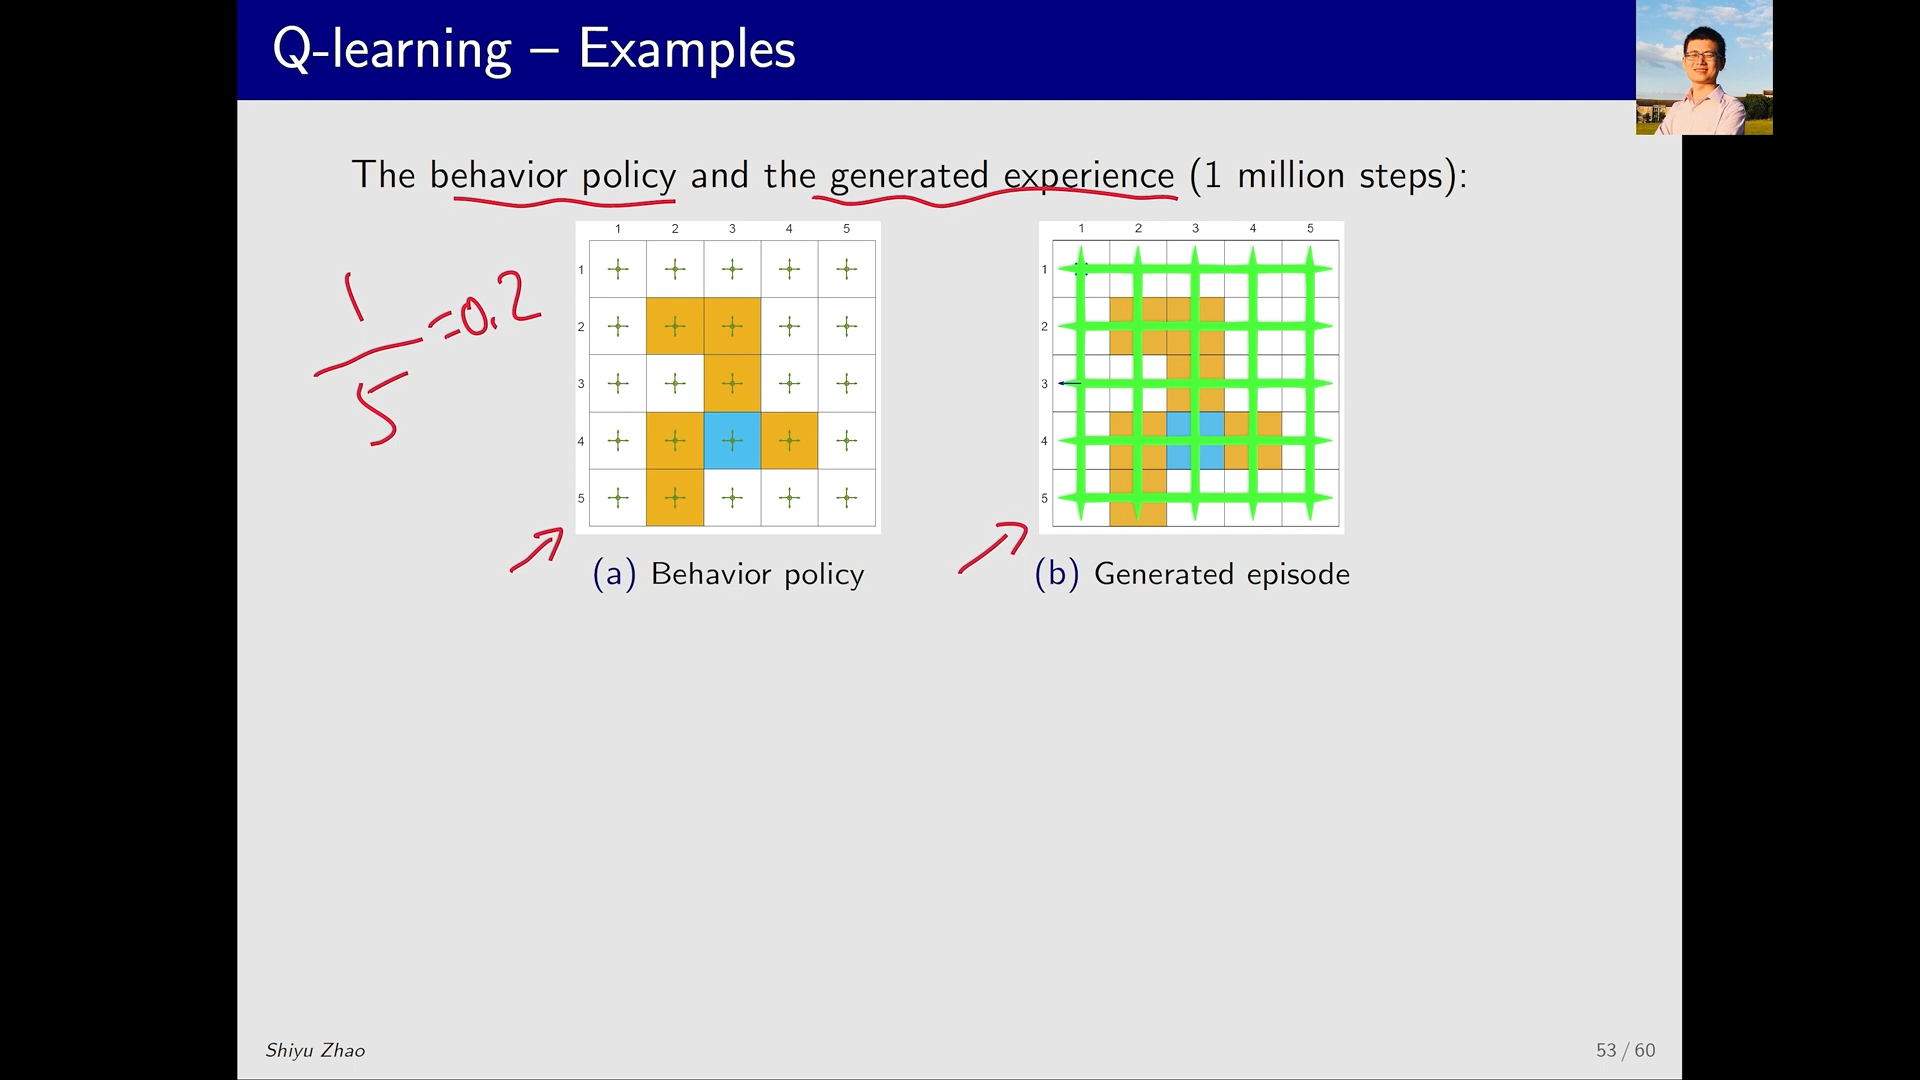 Q-learning – Examples
The behavior policy and the generated experience (1 million steps):
1 2 3 4 5
1
2
3
4
5
1 2 3 4 5
1
2
3
4
5
1/5 =0.2
(a) Behavior policy
(b) Generated episode
Shiyu Zhao
53 / 60